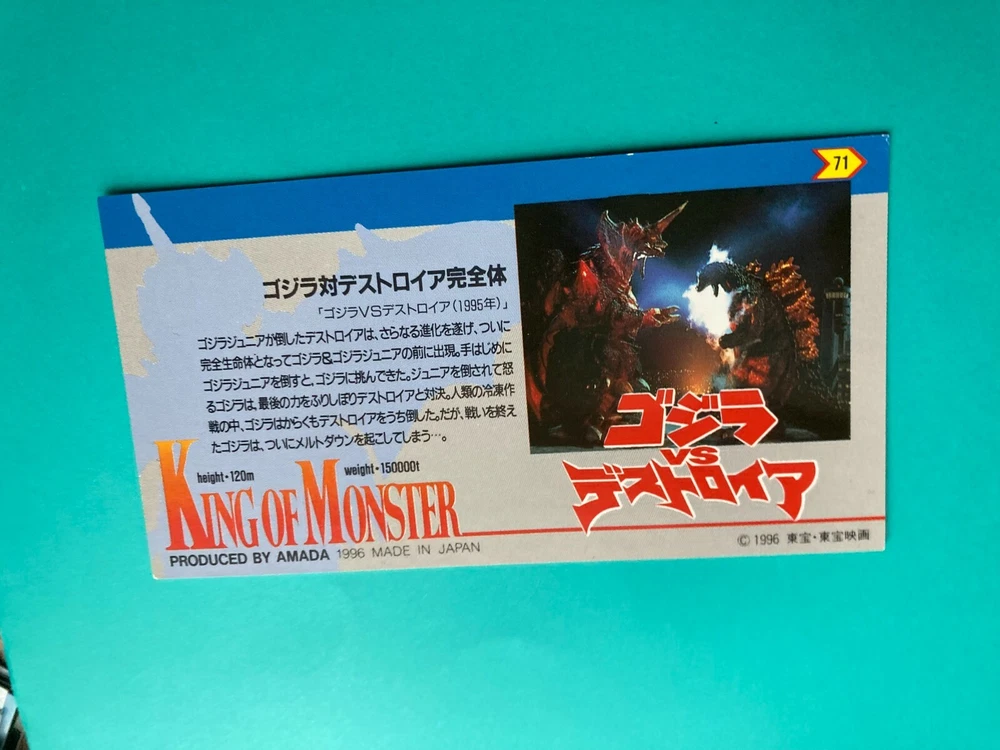 71
ゴジラ対デストロイア完全体
「ゴジラVSデストロイア(1995年)」
ゴジラジュニアが倒したデストロイアは、さらなる進化を遂げ、ついに
完全生命体となってゴジラ&ゴジラジュニアの前に出現。手はじめに
ゴジラジュニアを倒すと、ゴジラに挑んできた。ジュニアを倒されて怒
るゴジラは、最後の力をふりしぼりデストロイアと対決。人類の冷凍作
戦の中、ゴジラはからくもデストロイアをうち倒した。だが、戦いを終え
たゴジラは、ついにメルトダウンを起こしてしまう…。
height・120m weight・150000t
KING OF MONSTER
PRODUCED BY AMADA 1996 MADE IN JAPAN
ゴジラ
VS
デストロイア
© 1996 東宝・東宝映画